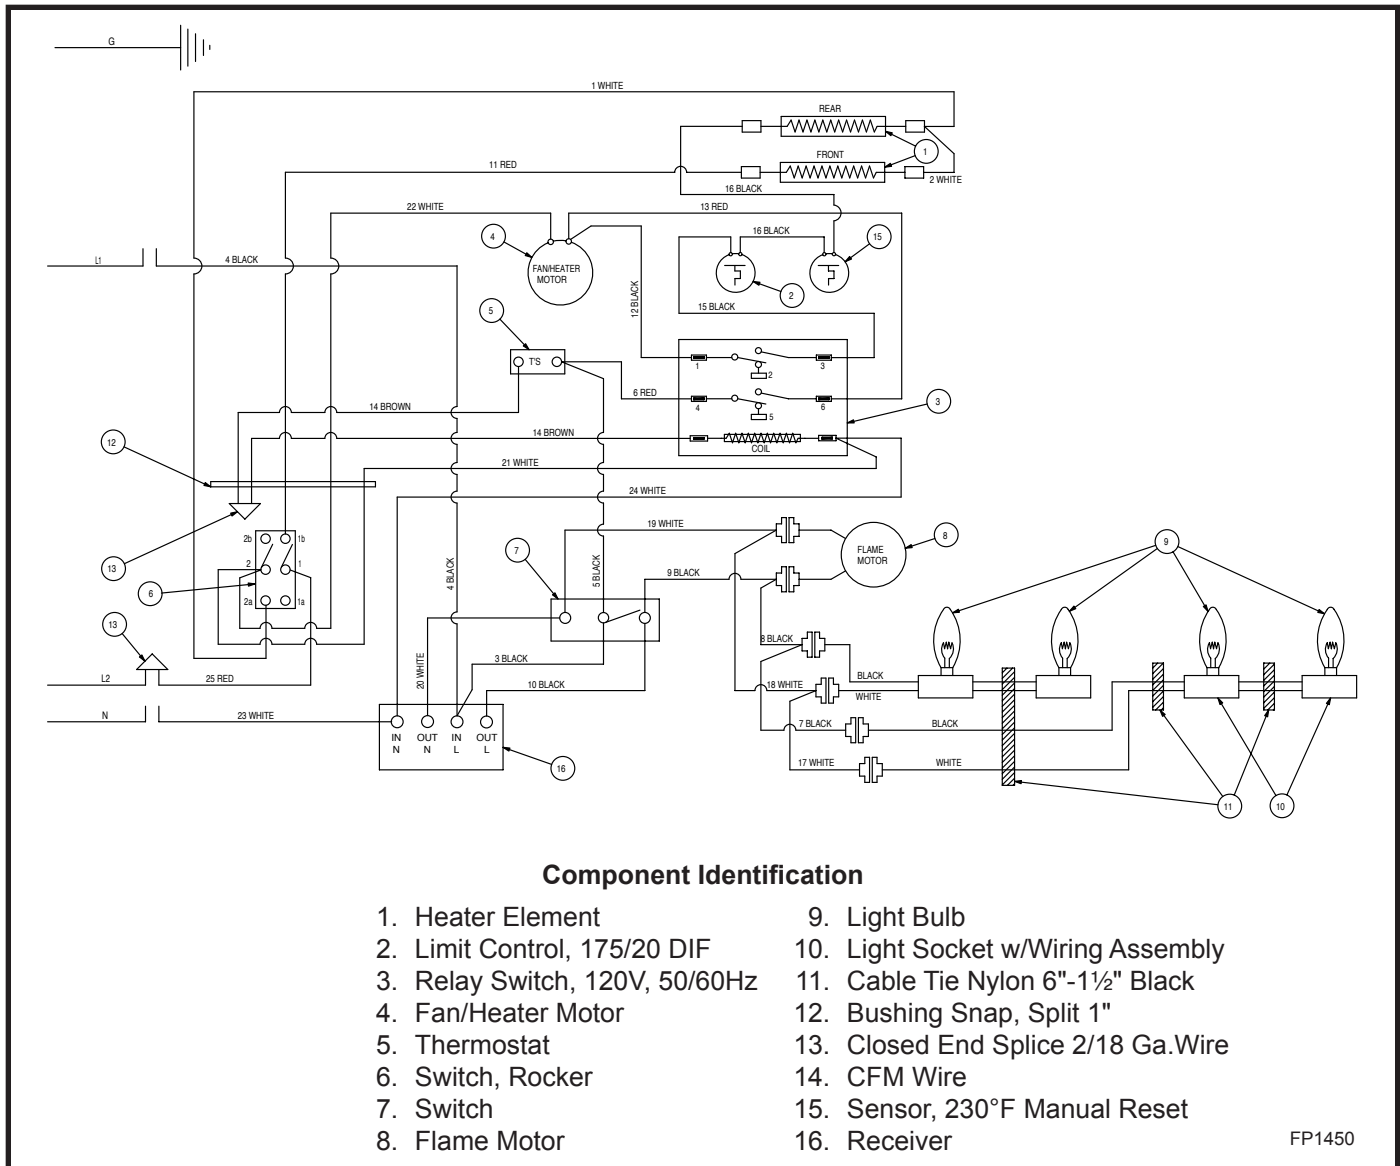 G
1 WHITE
REAR
1
FRONT
11 RED
2 WHITE
16 BLACK
22 WHITE
13 RED
4
16 BLACK
15
L1
4 BLACK
FAN/HEATER
MOTOR
2
12 BLACK
15 BLACK
5
T'S
1
2
3
6 RED
4
5
6
3
14 BROWN
14 BROWN
COIL
12
21 WHITE
24 WHITE
13
2b
1b
2
1
2a
1a
6
19 WHITE
7
4 BLACK
5 BLACK
9 BLACK
FLAME
MOTOR
8
9
13
8 BLACK
3 BLACK
20 WHITE
10 BLACK
BLACK
18 WHITE
WHITE
L2
25 RED
N
23 WHITE
7 BLACK
BLACK
IN
N
OUT
N
IN
L
OUT
L
16
17 WHITE
WHITE
11
10
Component Identification
1. Heater Element
2. Limit Control, 175/20 DIF
3. Relay Switch, 120V, 50/60Hz
4. Fan/Heater Motor
5. Thermostat
6. Switch, Rocker
7. Switch
8. Flame Motor
9. Light Bulb
10. Light Socket w/Wiring Assembly
11. Cable Tie Nylon 6"-1½" Black
12. Bushing Snap, Split 1"
13. Closed End Splice 2/18 Ga.Wire
14. CFM Wire
15. Sensor, 230°F Manual Reset
16. Receiver
FP1450